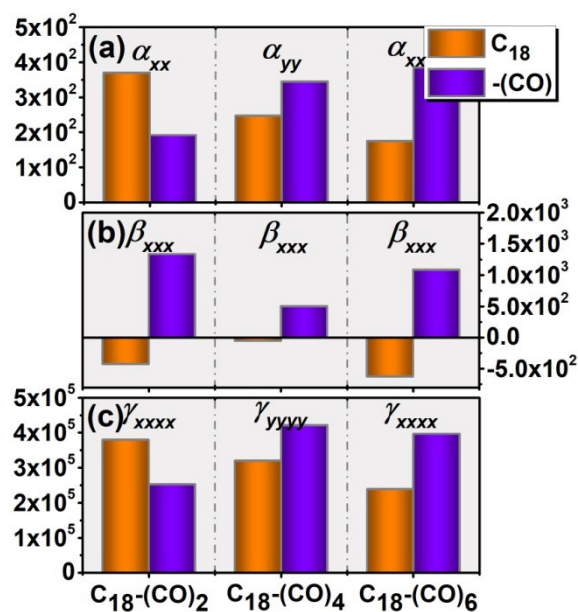 5x10²
4x10²
3x10²
2x10²
1x10²
0
(a)
αxx
αyy
αxx
C₁₈
-(CO)
(b)
βxxx
βxxx
βxxx
2.0x10³
1.5x10³
1.0x10³
5.0x10²
0.0
-5.0x10²
5x10⁵
4x10⁵
3x10⁵
2x10⁵
1x10⁵
0
(c)
γxxxx
γyyyy
γxxxx
C₁₈-(CO)₂
C₁₈-(CO)₄
C₁₈-(CO)₆